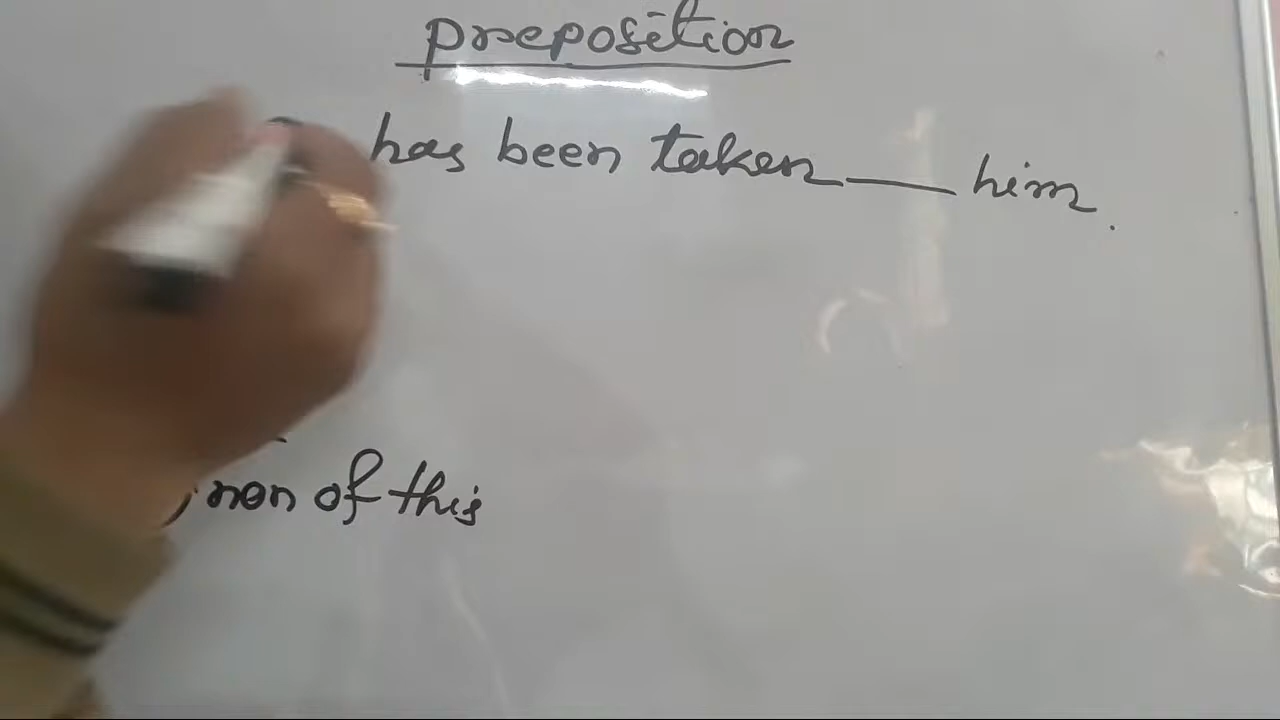 preposition
has been taken ___ him.
) non of this